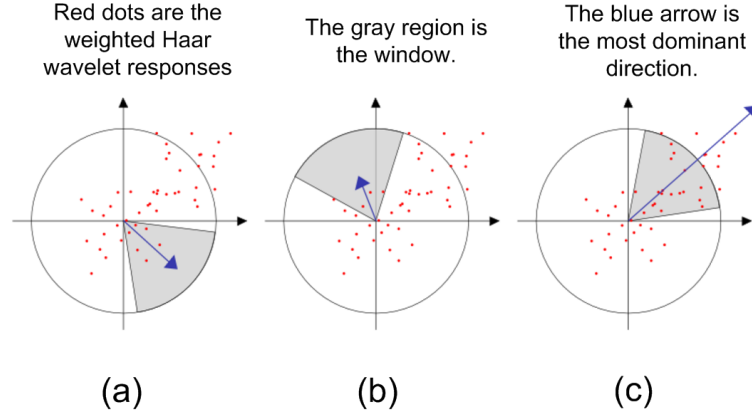 Red dots are the
weighted Haar
wavelet responses
The gray region is
the window.
The blue arrow is
the most dominant
direction.
(a)
(b)
(c)